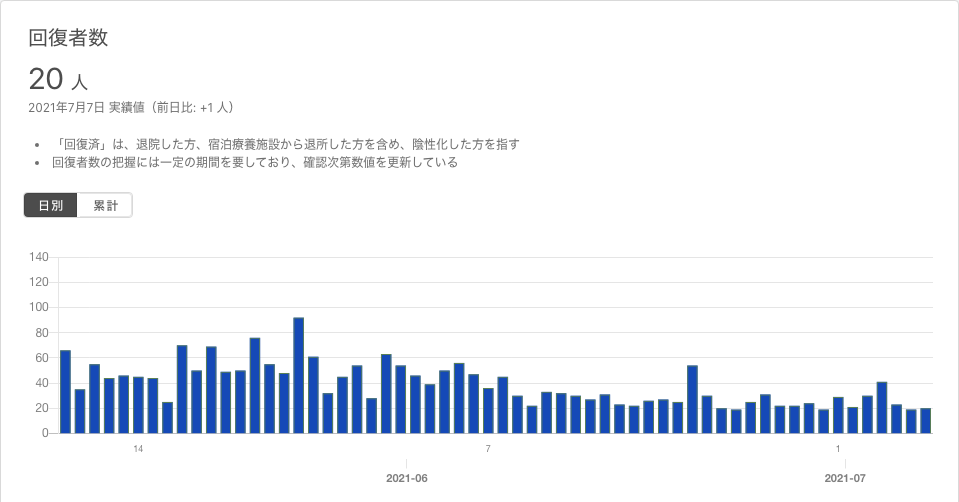 回復者数
20 人
2021年7月7日 実績値（前日比: +1 人）
• 「回復済」は、退院した方、宿泊療養施設から退所した方を含め、陰性化した方を指す
• 回復者数の把握には一定の期間を要しており、確認次第数値を更新している
日別 累計
140
120
100
80
60
40
20
0
14 7 1
2021-06 2021-07